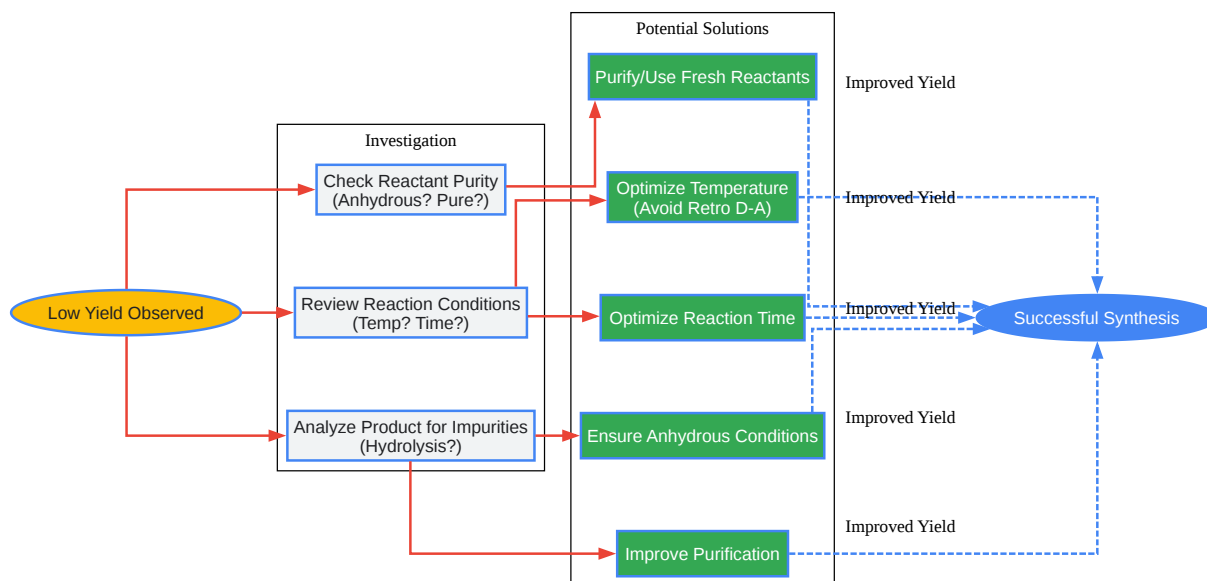 Potential Solutions
Purify/Use Fresh Reactants
Improved Yield
Investigation
Check Reactant Purity
(Anhydrous? Pure?)
Optimize Temperature
(Avoid Retro D-A)
Improved Yield
Low Yield Observed
Review Reaction Conditions
(Temp? Time?)
Optimize Reaction Time
Improved Yield
Successful Synthesis
Analyze Product for Impurities
(Hydrolysis?)
Ensure Anhydrous Conditions
Improved Yield
Improve Purification
Improved Yield